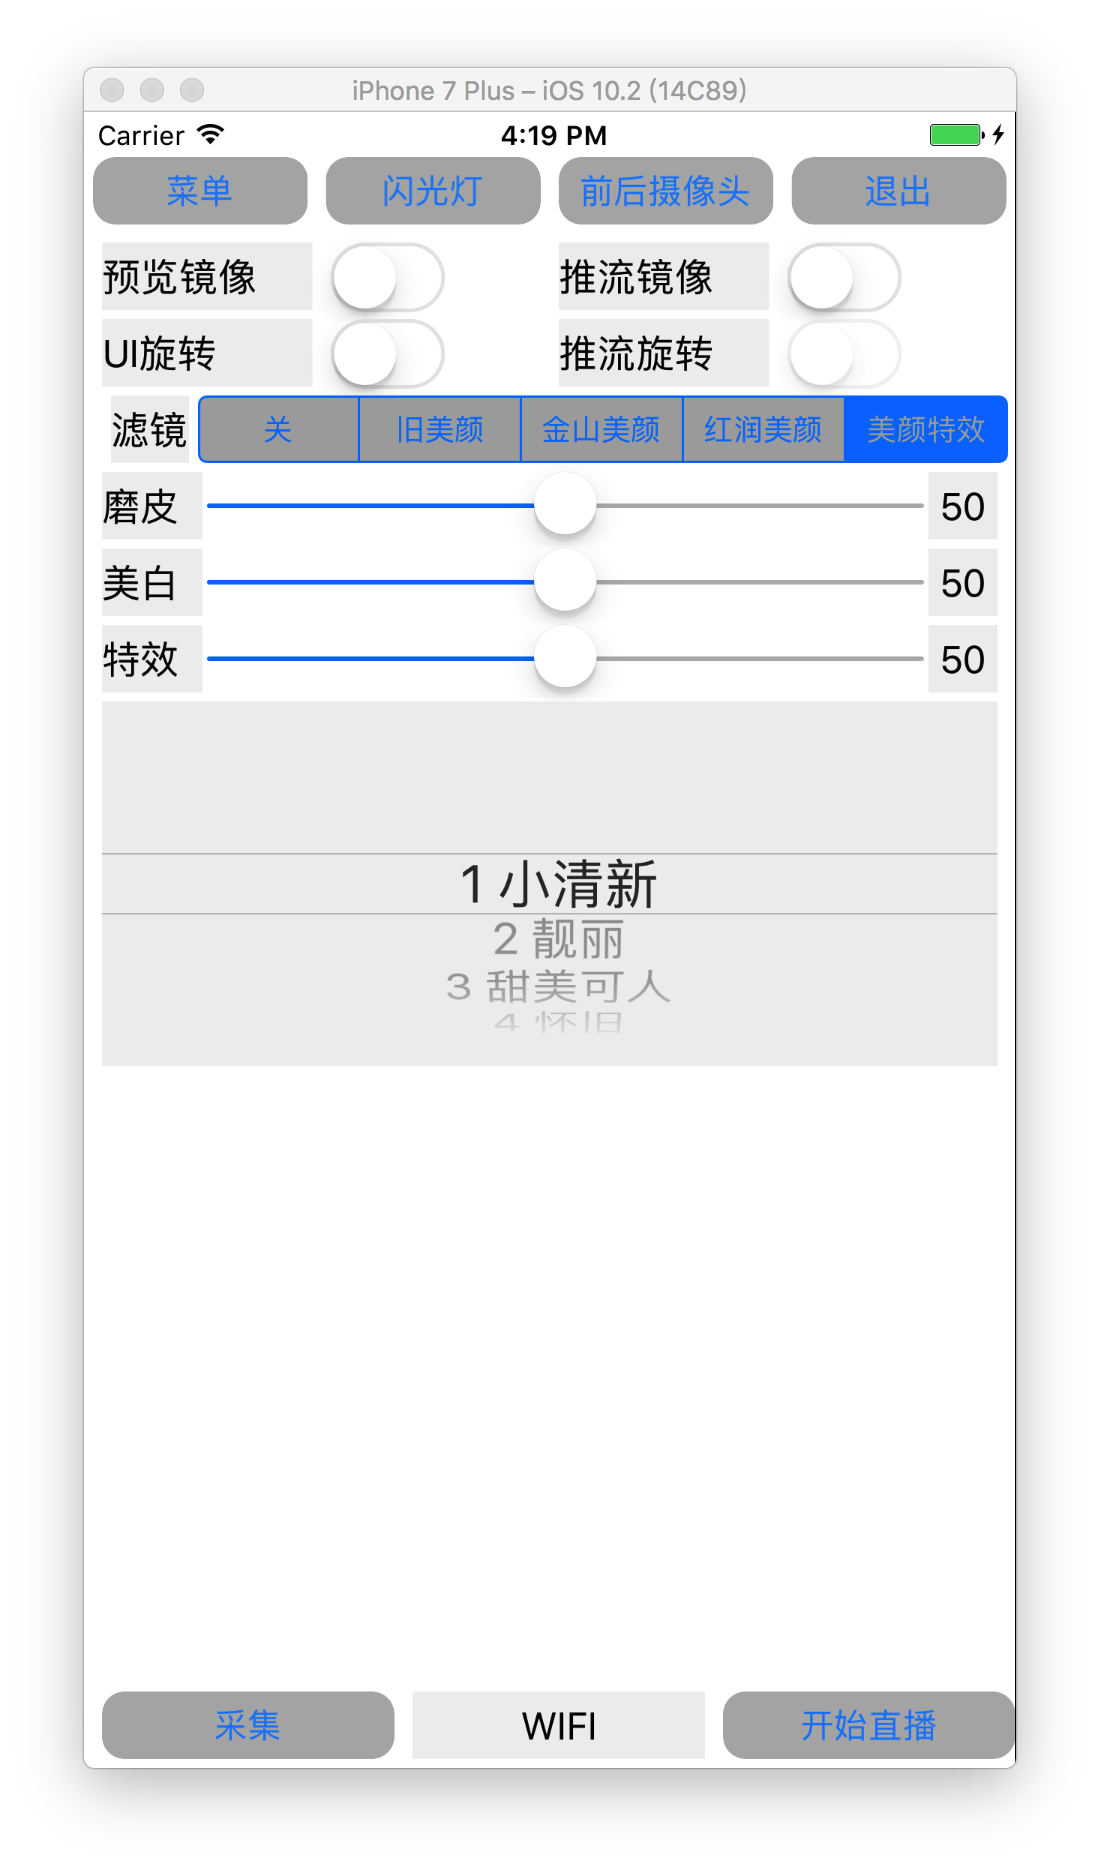 iPhone 7 Plus – iOS 10.2 (14C89)
Carrier 4:19 PM
菜单 闪光灯 前后摄像头 退出
预览镜像 推流镜像
UI旋转 推流旋转
滤镜 关 旧美颜 金山美颜 红润美颜 美颜特效
磨皮 50
美白 50
特效 50
1 小清新
2 靓丽
3 甜美可人
4 怀旧
采集 WIFI 开始直播